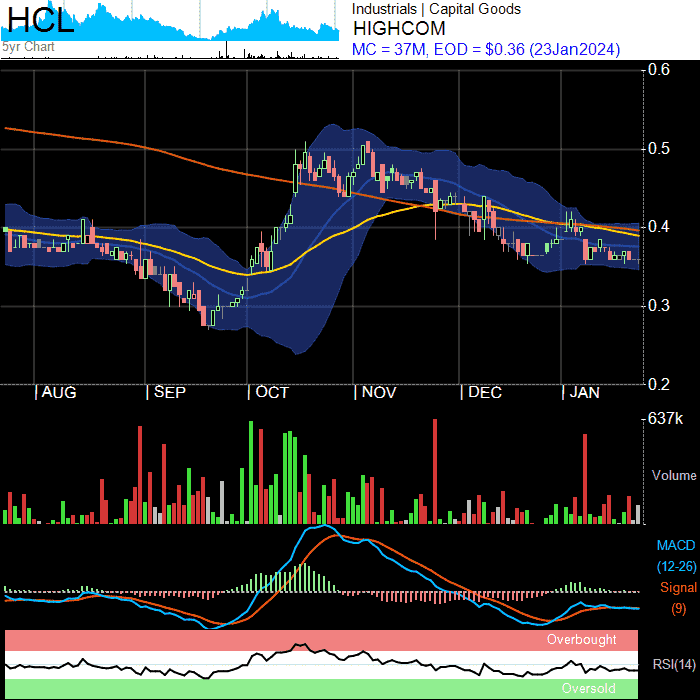 HCL
5yr Chart
Industrials | Capital Goods
HIGHCOM
MC = 37M, EOD = $0.36 (23Jan2024)
0.6
0.5
0.4
0.3
0.2
| AUG | SEP | OCT | NOV | DEC | JAN
637k
Volume
MACD
(12-26)
Signal
(9)
Overbought
RSI(14)
Oversold